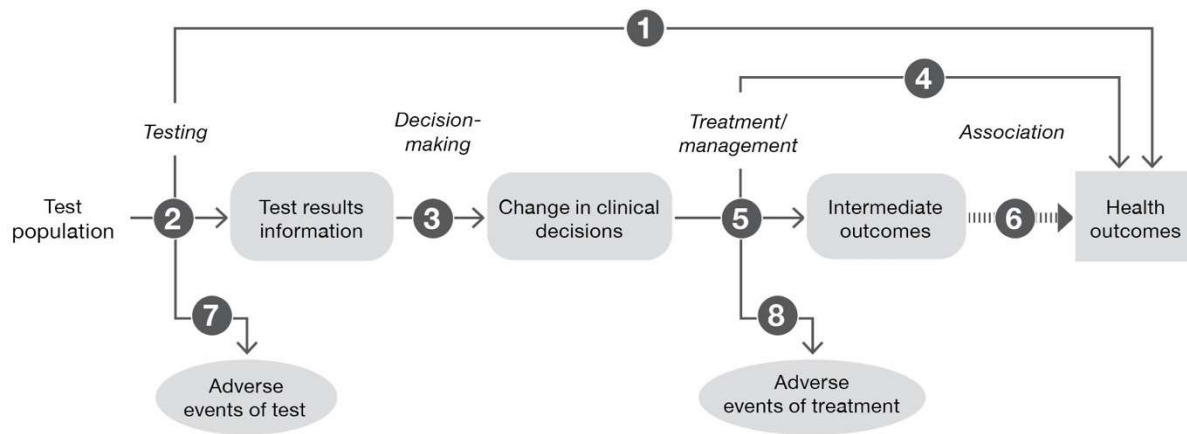 1
4
Testing
Decision-
making
Treatment/
management
Association
Test
population
2
Test results
information
3
Change in clinical
decisions
5
Intermediate
outcomes
6
Health
outcomes
7
8
Adverse
events of test
Adverse
events of treatment